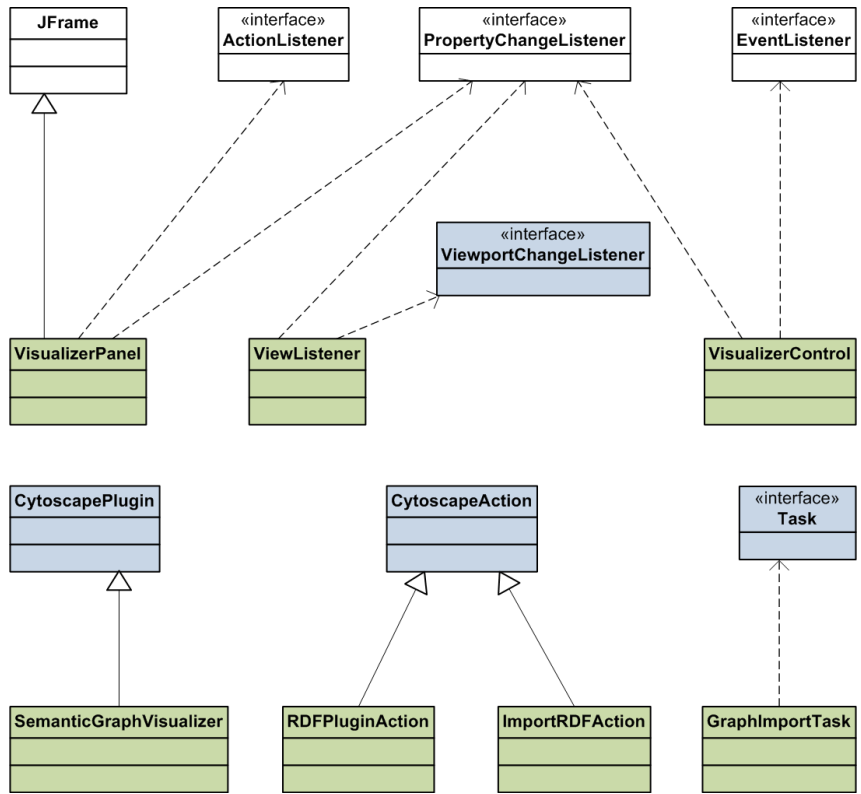 JFrame
«interface»
ActionListener
«interface»
PropertyChangeListener
«interface»
EventListener
«interface»
ViewportChangeListener
VisualizerPanel
ViewListener
VisualizerControl
CytoscapePlugin
CytoscapeAction
«interface»
Task
SemanticGraphVisualizer
RDFPluginAction
ImportRDFAction
GraphImportTask